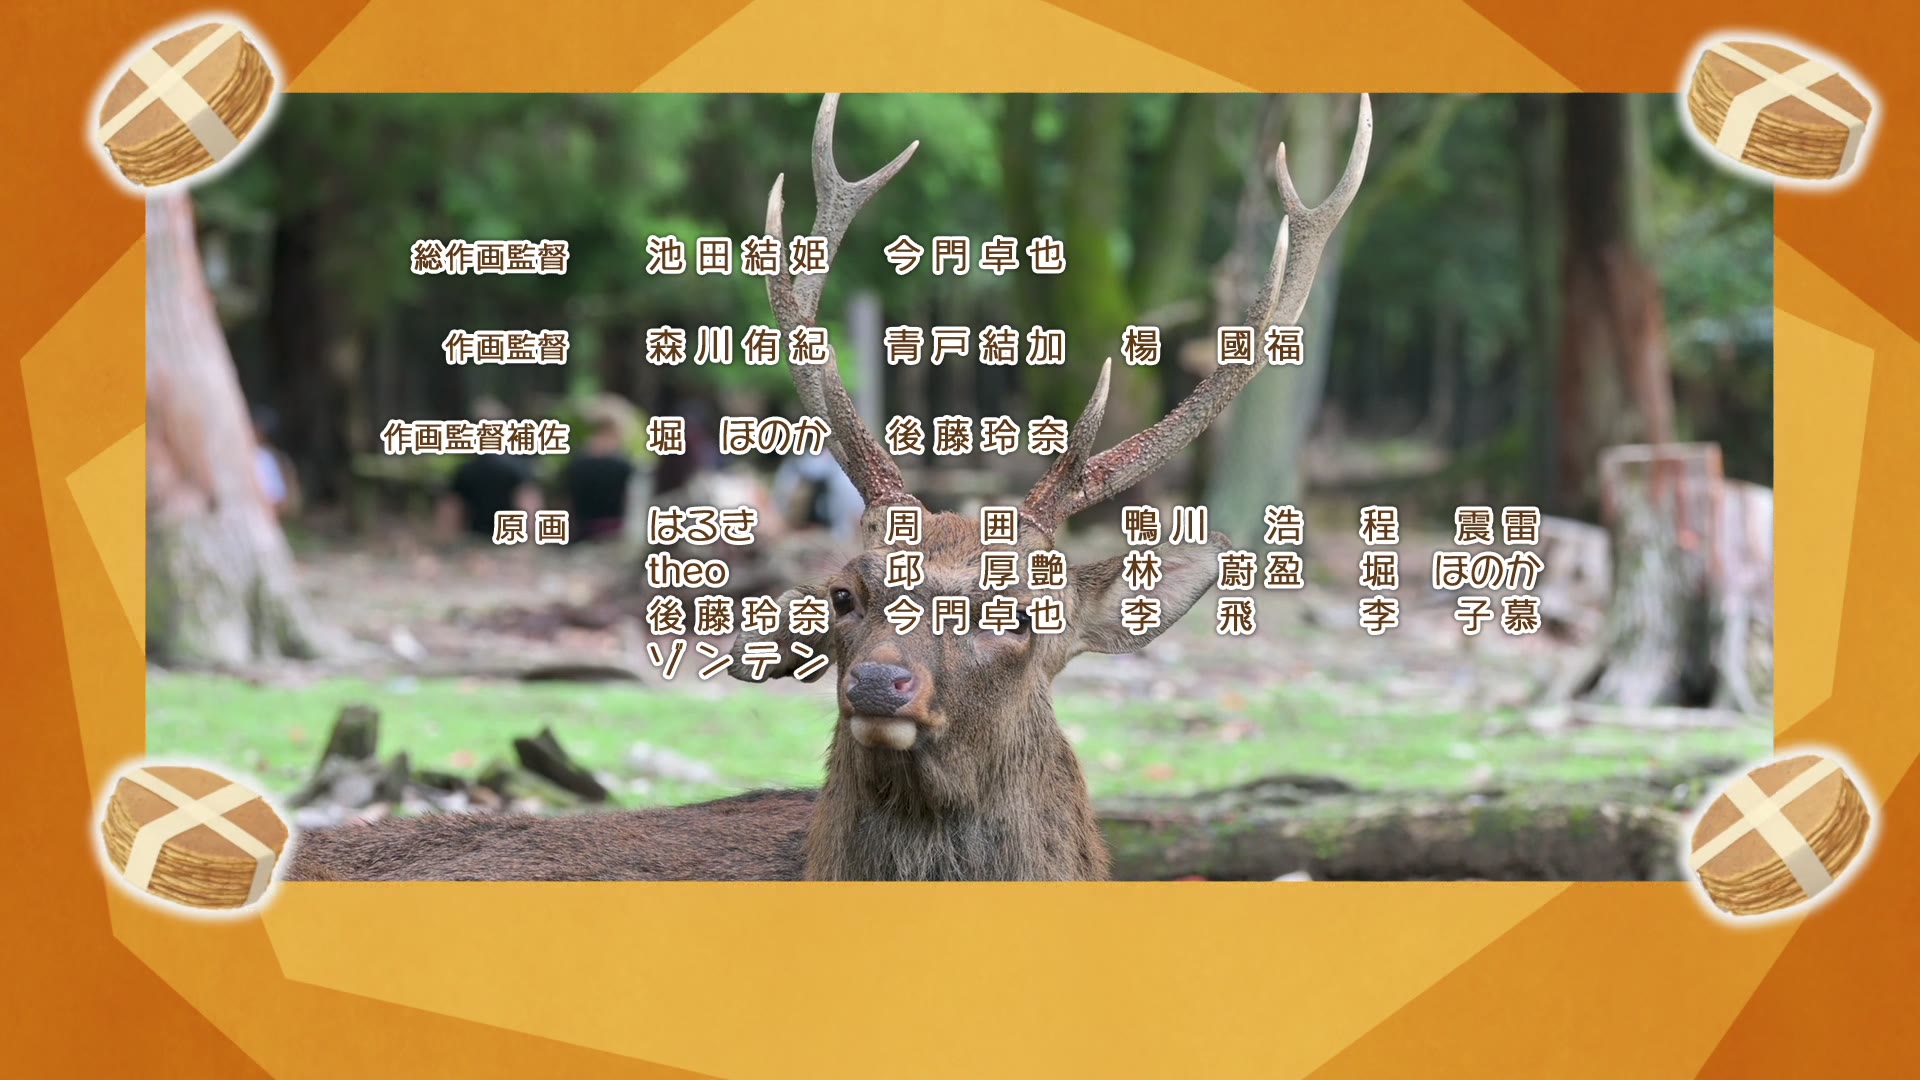 総作画監督 池田結姫 今門卓也
作画監督 森川侑紀 青戸結加 楊 國福
作画監督補佐 堀 ほのか 後藤玲奈
原画 はるき 周 囲 鴨川 浩 程 震雷
theo 邱 厚艶 林 蔚盈 堀 ほのか
後藤玲奈 今門卓也 李 飛 李 子慕
ゾンテン